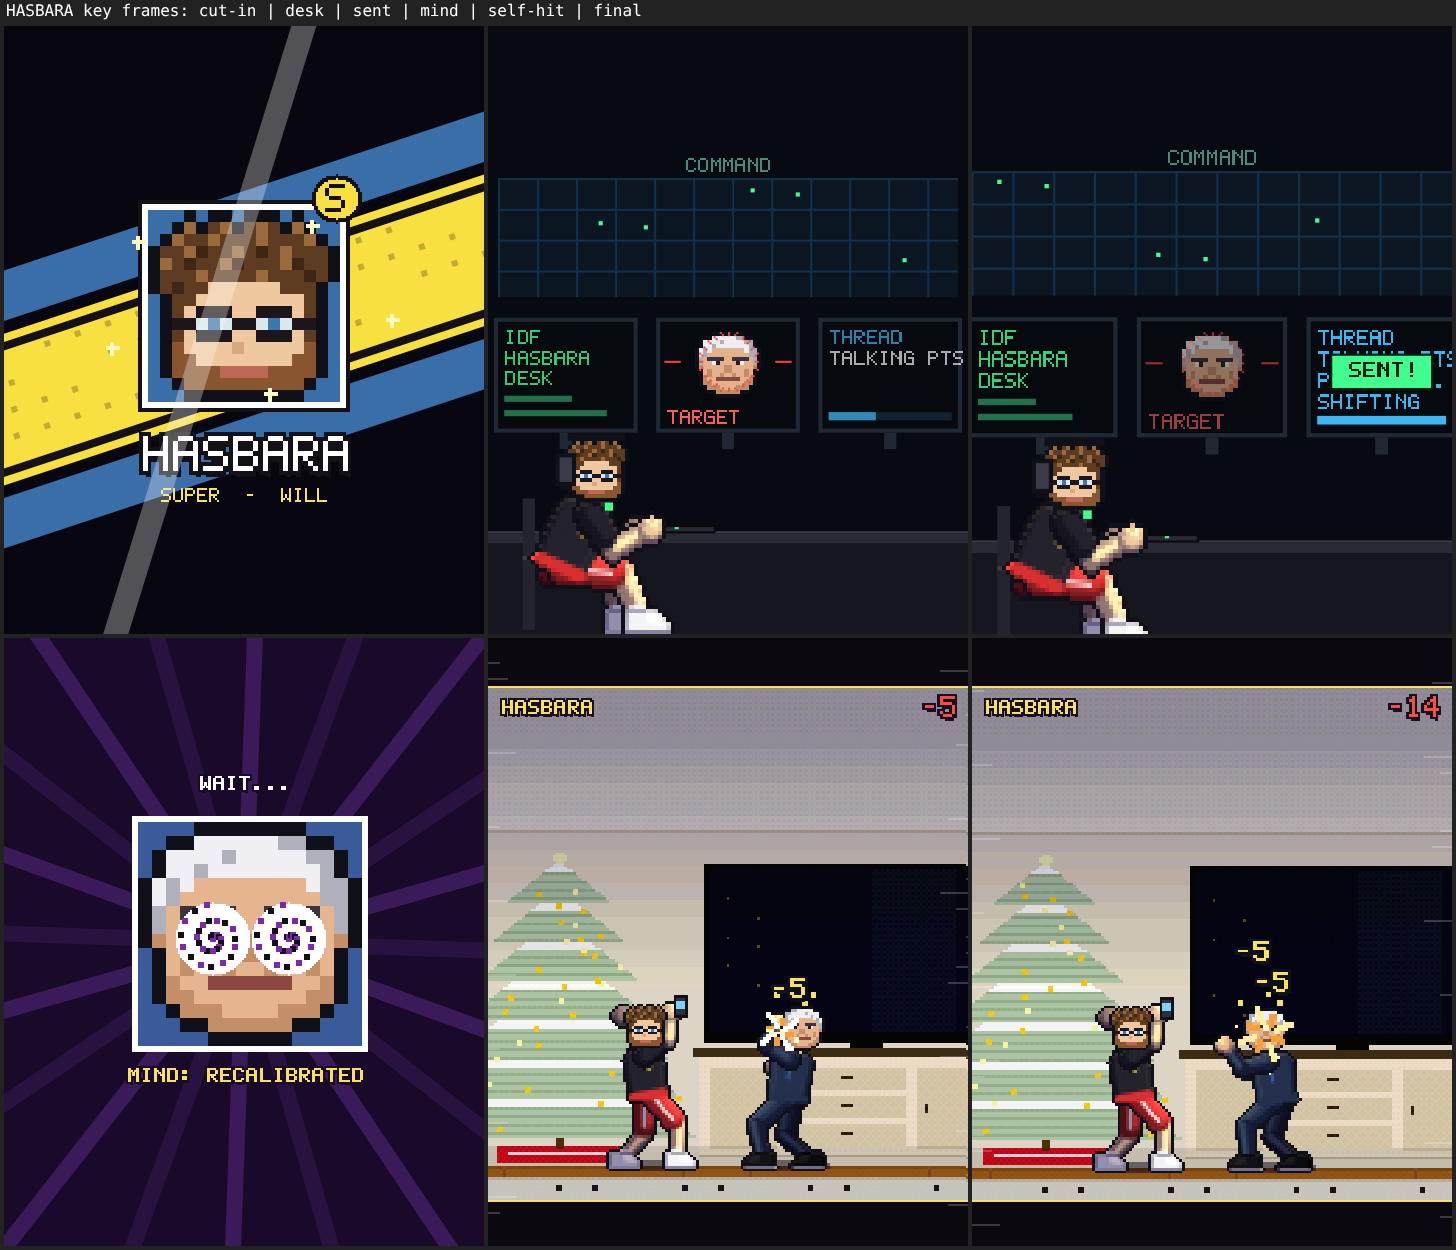 HASBARA key frames: cut-in | desk | sent | mind | self-hit | final
S
HASBARA
SUPER - WILL
COMMAND
IDF
HASBARA
DESK
TARGET
THREAD
TALKING PTS
COMMAND
IDF
HASBARA
DESK
TARGET
THREAD
SENT!
SHIFTING
WAIT...
MIND: RECALIBRATED
HASBARA
-5
-5
HASBARA
-14
-5
-5